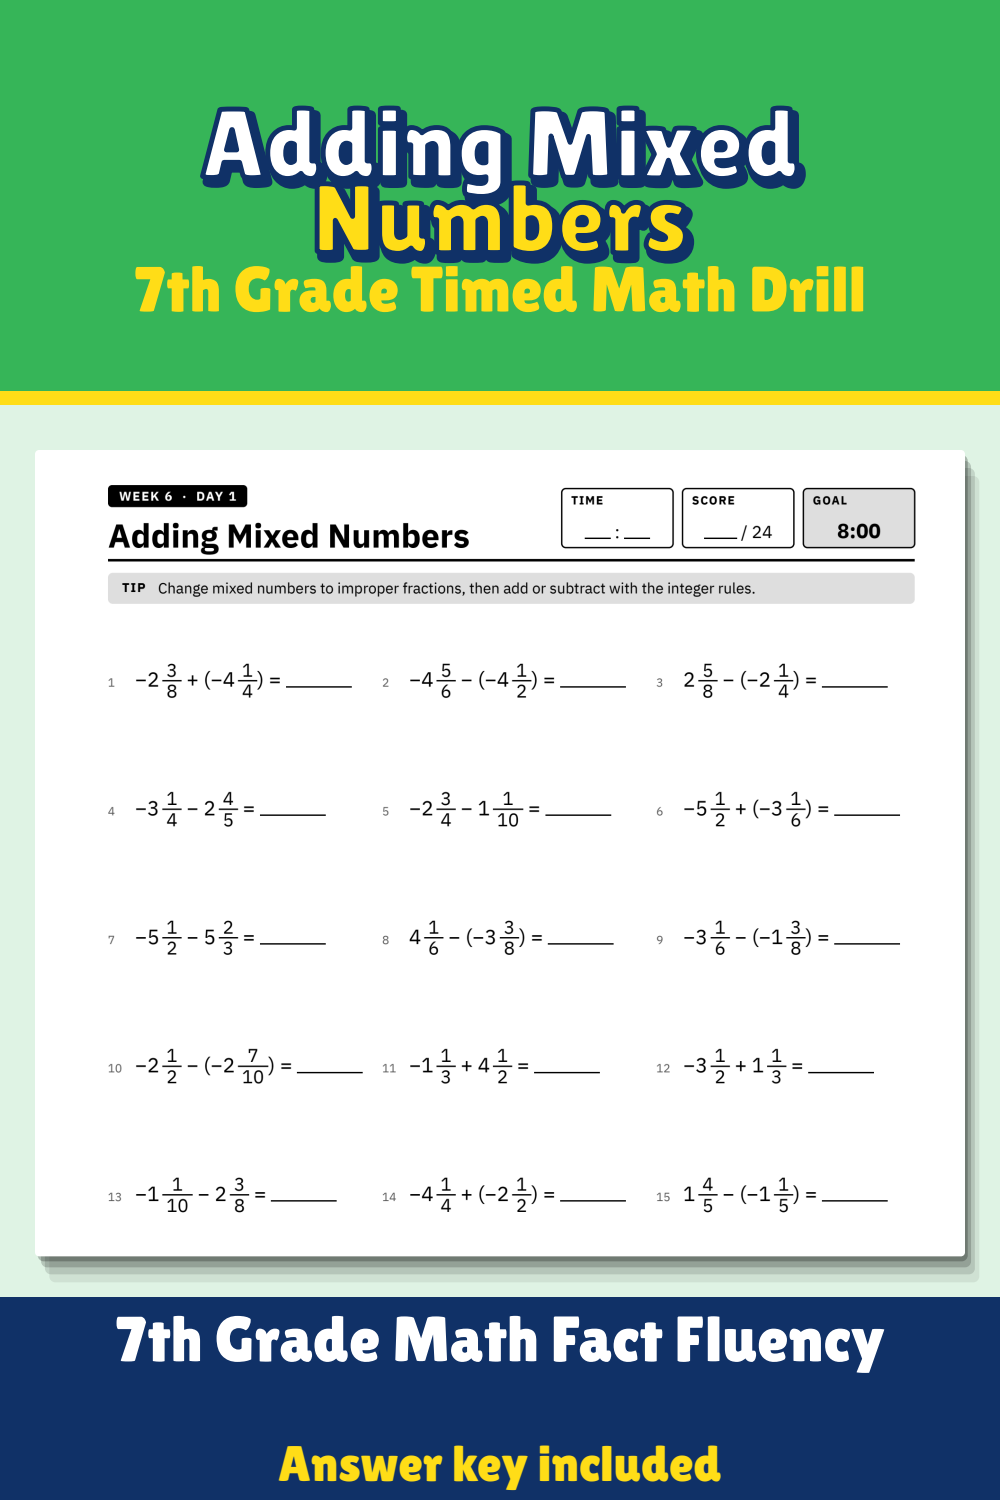 Adding Mixed
Numbers
7th Grade Timed Math Drill
WEEK 6 · DAY 1
Adding Mixed Numbers
TIME
__ : __
SCORE
___ / 24
GOAL
8:00
TIP Change mixed numbers to improper fractions, then add or subtract with the integer rules.
1 −2 3/8 + (−4 1/4) = ______
2 −4 5/6 − (−4 1/2) = ______
3 2 5/8 − (−2 1/4) = ______
4 −3 1/4 − 2 4/5 = ______
5 −2 3/4 − 1 1/10 = ______
6 −5 1/2 + (−3 1/6) = ______
7 −5 1/2 − 5 2/3 = ______
8 4 1/6 − (−3 3/8) = ______
9 −3 1/6 − (−1 3/8) = ______
10 −2 1/2 − (−2 7/10) = ______
11 −1 1/3 + 4 1/2 = ______
12 −3 1/2 + 1 1/3 = ______
13 −1 1/10 − 2 3/8 = ______
14 −4 1/4 + (−2 1/2) = ______
15 1 4/5 − (−1 1/5) = ______
7th Grade Math Fact Fluency
Answer key included